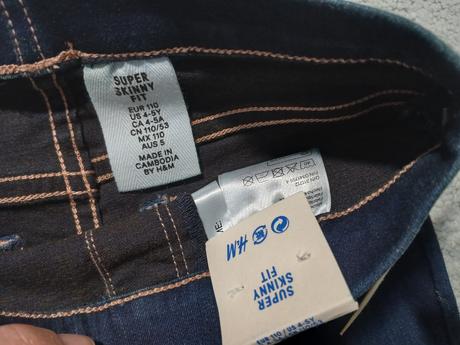 SUPER
SKINNY
FIT
EUR 110
US 4-5Y
CA 4-5A
CN 110/53
MX 110
AUS 5
MADE IN
CAMBODIA
BY H&M
H&M
SUPER
SKINNY
FIT